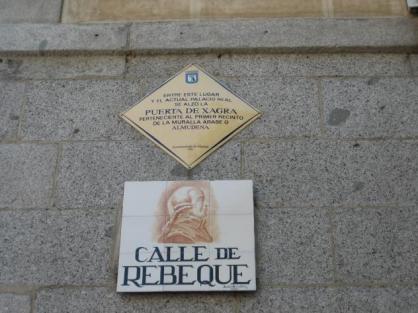 ENTRE ESTE LUGAR
Y EL ACTUAL PALACIO REAL
SE ALZÓ LA
PUERTA DE XAGRA
PERTENECIENTE AL PRIMER RECINTO
DE LA MURALLA ARABE O
ALMUDENA
CALLE DE
REBEQUE